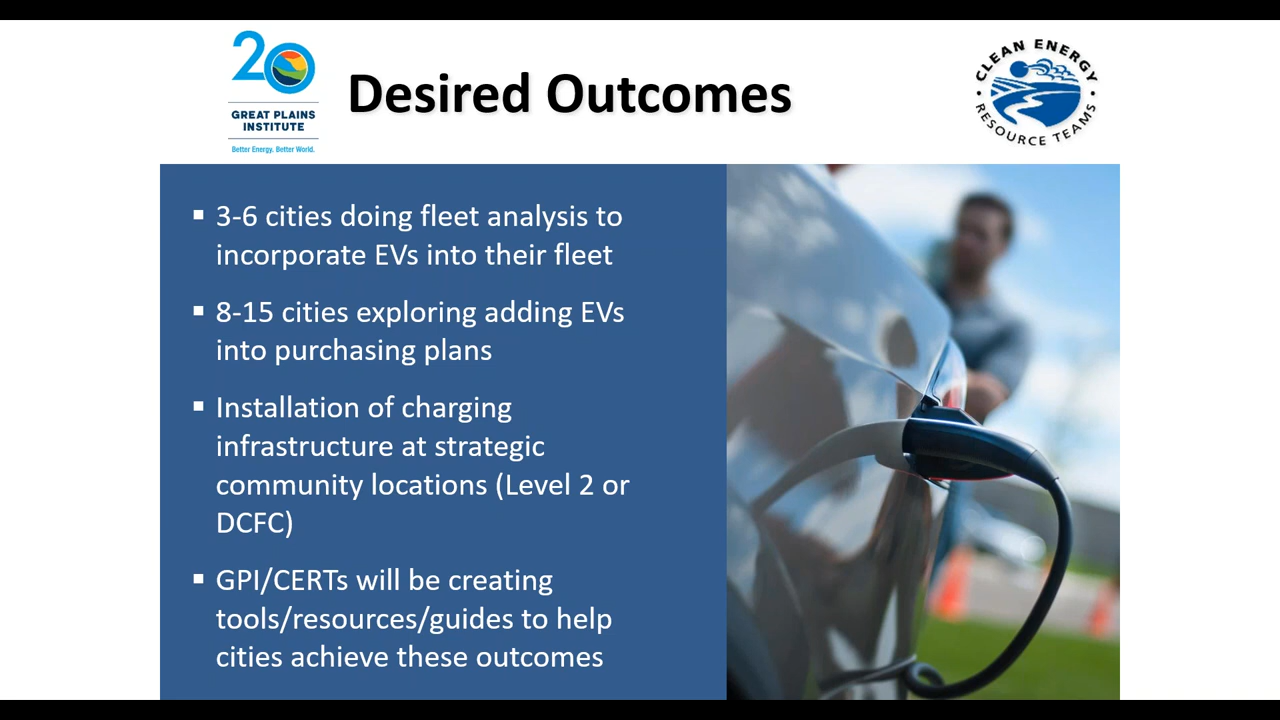 20
GREAT PLAINS
INSTITUTE
Better Energy. Better World.
Desired Outcomes
CLEAN ENERGY
RESOURCE TEAMS
▪ 3-6 cities doing fleet analysis to
incorporate EVs into their fleet
▪ 8-15 cities exploring adding EVs
into purchasing plans
▪ Installation of charging
infrastructure at strategic
community locations (Level 2 or
DCFC)
▪ GPI/CERTs will be creating
tools/resources/guides to help
cities achieve these outcomes